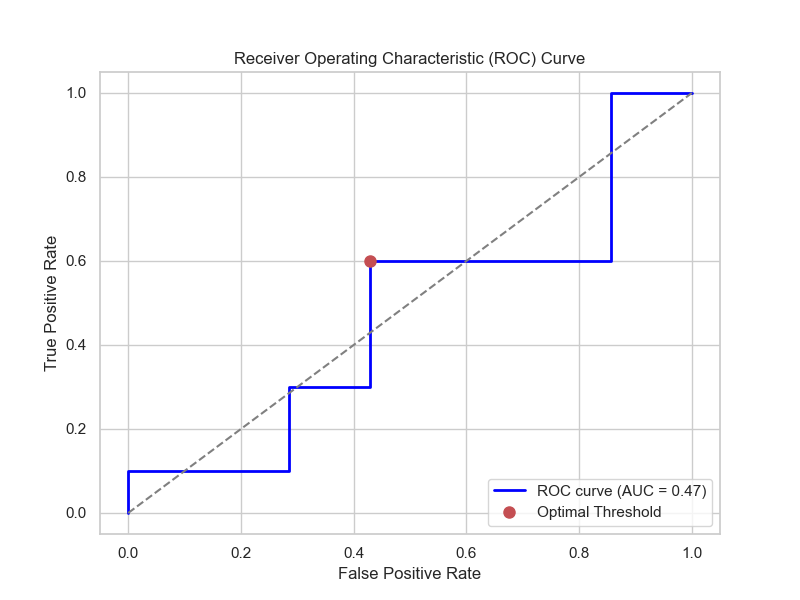 Receiver Operating Characteristic (ROC) Curve
True Positive Rate
1.0
0.8
0.6
0.4
0.2
0.0
ROC curve (AUC = 0.47)
Optimal Threshold
0.0 0.2 0.4 0.6 0.8 1.0
False Positive Rate